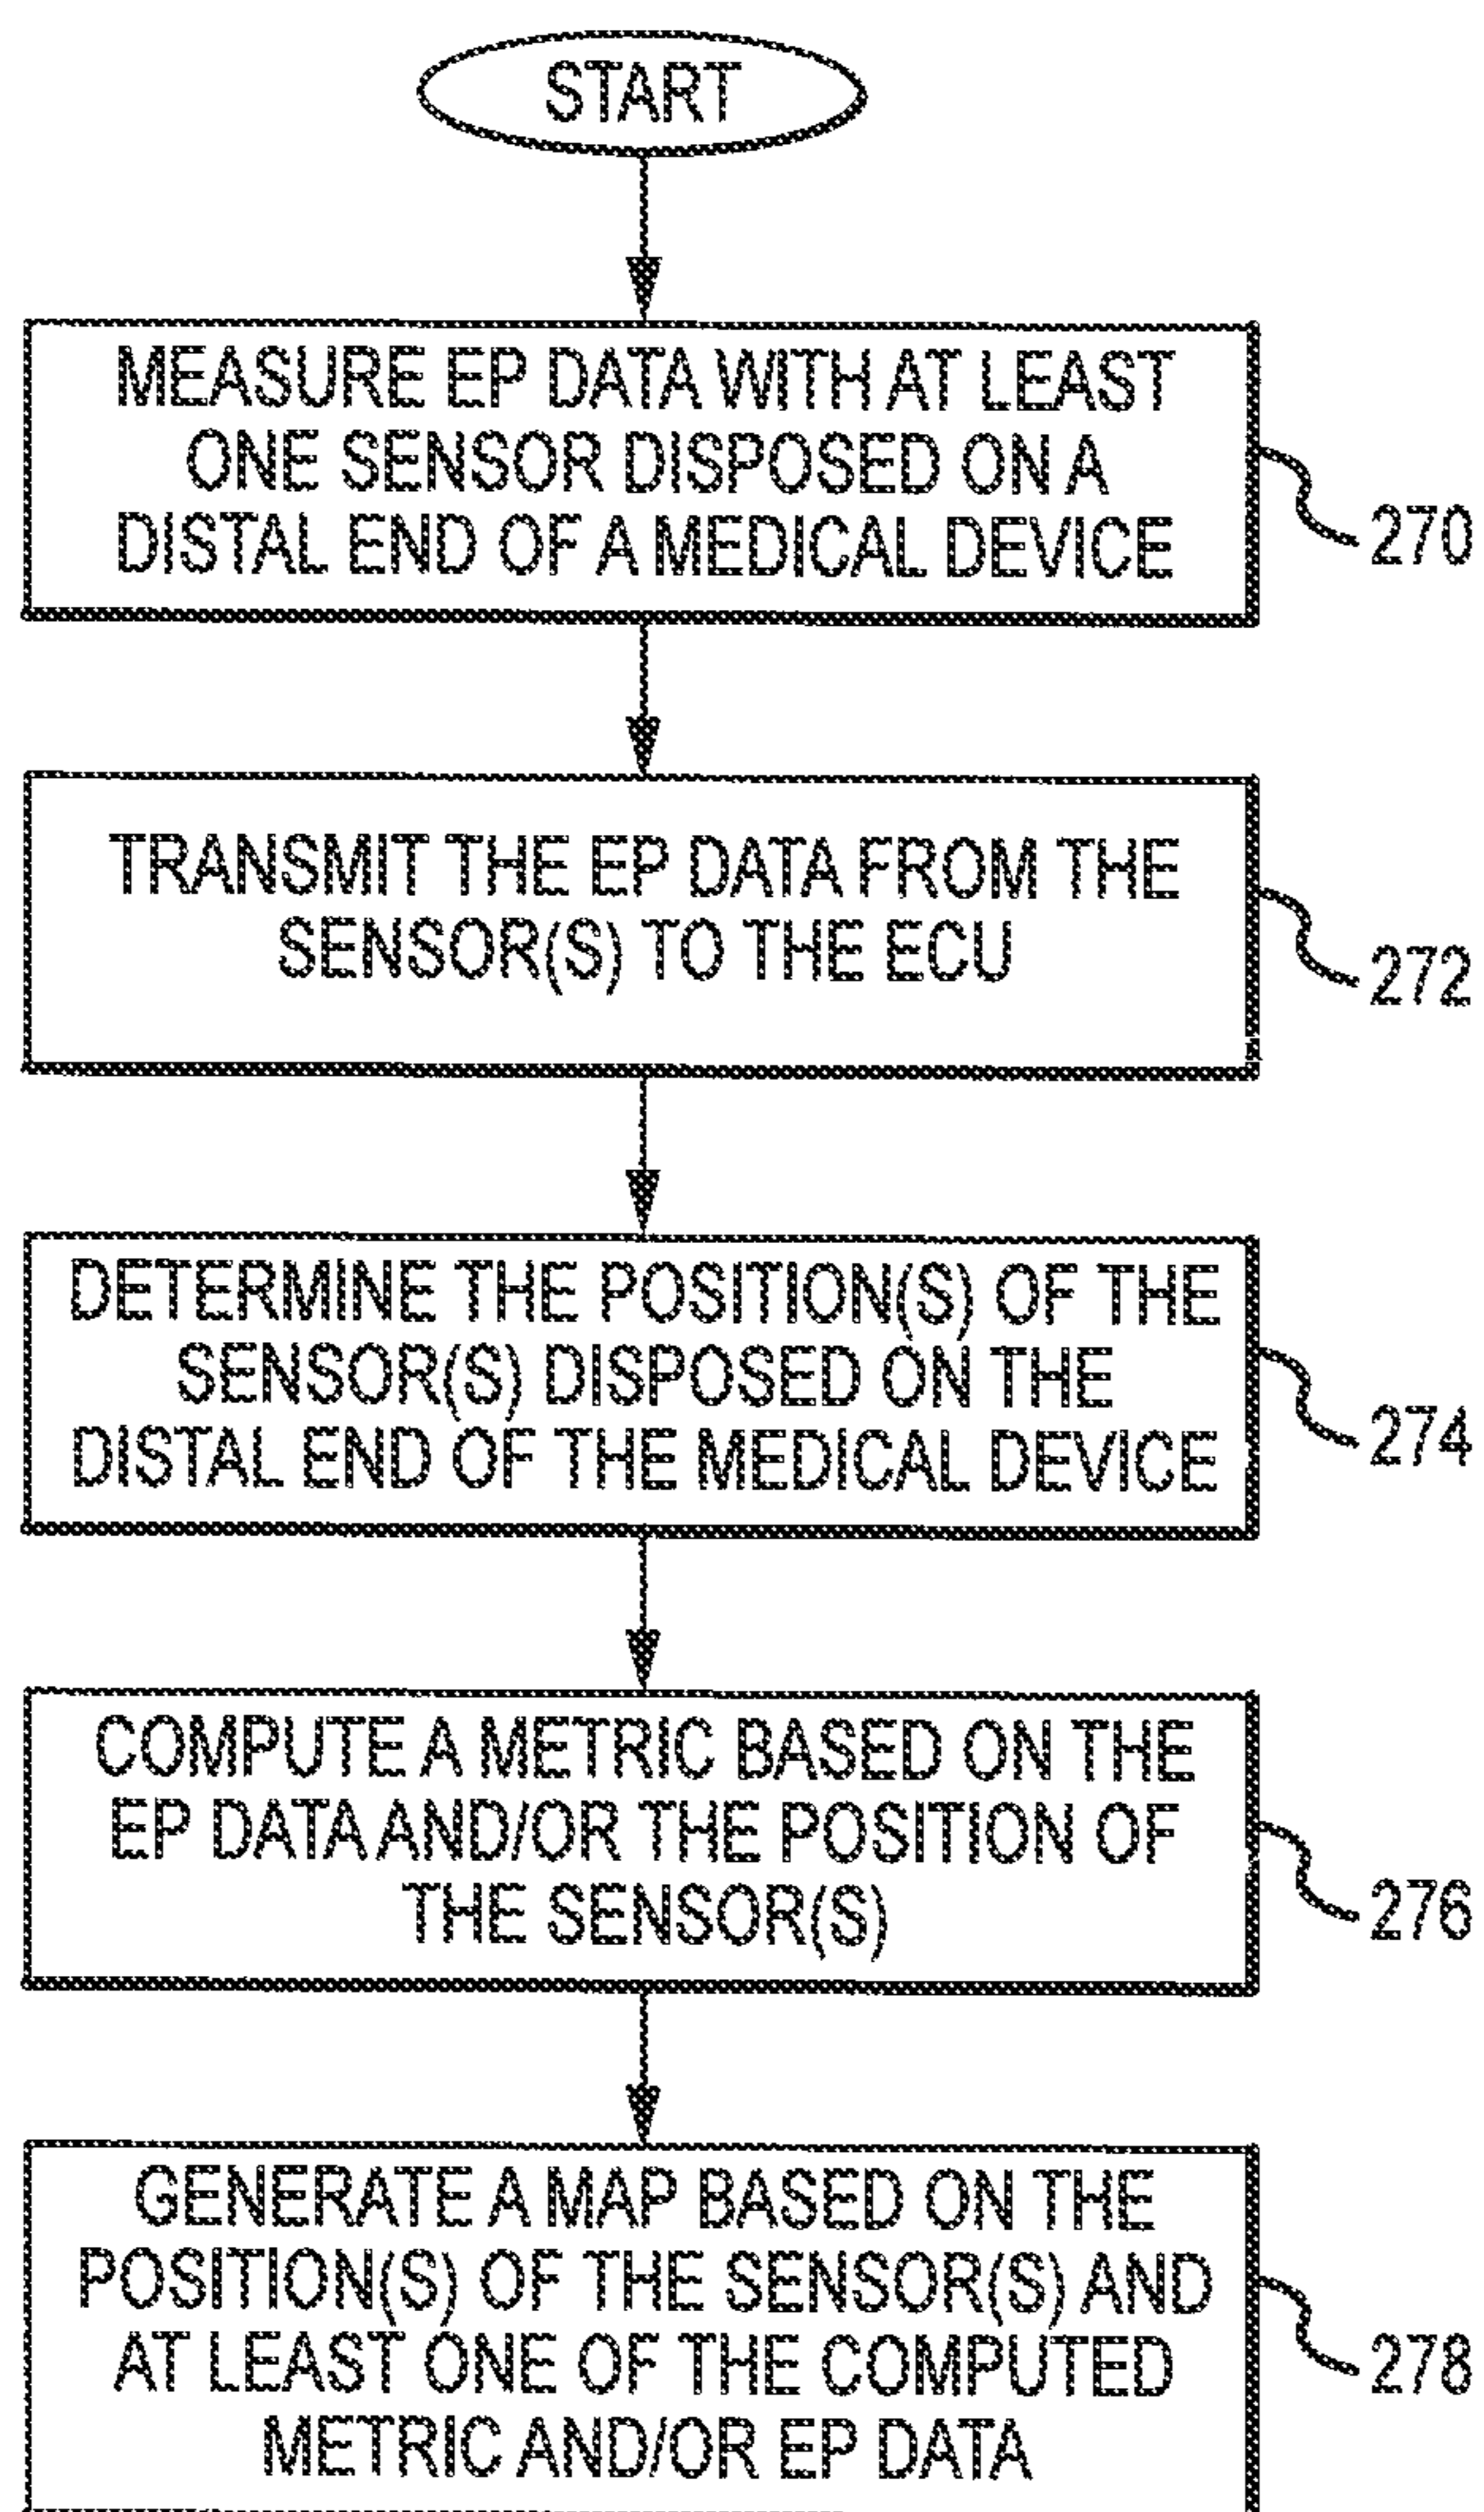 START
MEASURE EP DATA WITH AT LEAST
ONE SENSOR DISPOSED ON A
DISTAL END OF A MEDICAL DEVICE
270
TRANSMIT THE EP DATA FROM THE
SENSOR(S) TO THE ECU
272
DETERMINE THE POSITION(S) OF THE
SENSOR(S) DISPOSED ON THE
DISTAL END OF THE MEDICAL DEVICE
274
COMPUTE A METRIC BASED ON THE
EP DATA AND/OR THE POSITION OF
THE SENSOR(S)
276
GENERATE A MAP BASED ON THE
POSITION(S) OF THE SENSOR(S) AND
AT LEAST ONE OF THE COMPUTED
METRIC AND/OR EP DATA
278